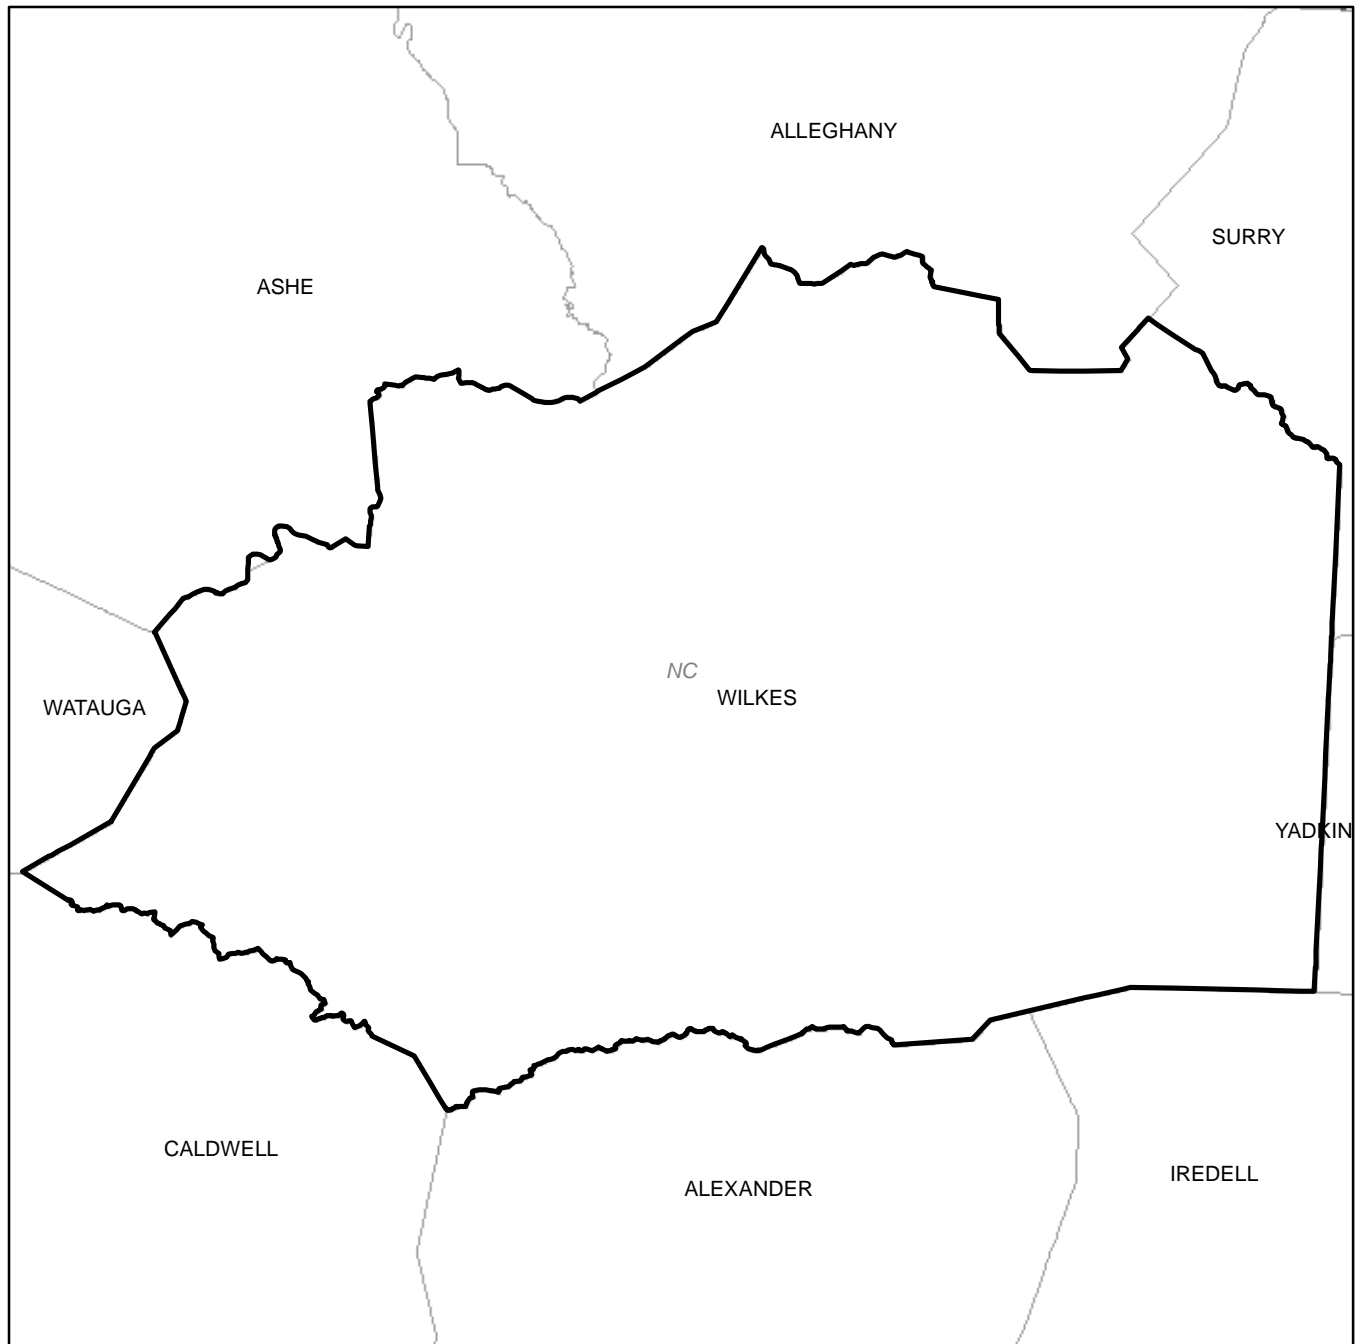 ALLEGHANY
SURRY
ASHE
NC
WILKES
WATAUGA
YADKIN
CALDWELL
IREDELL
ALEXANDER